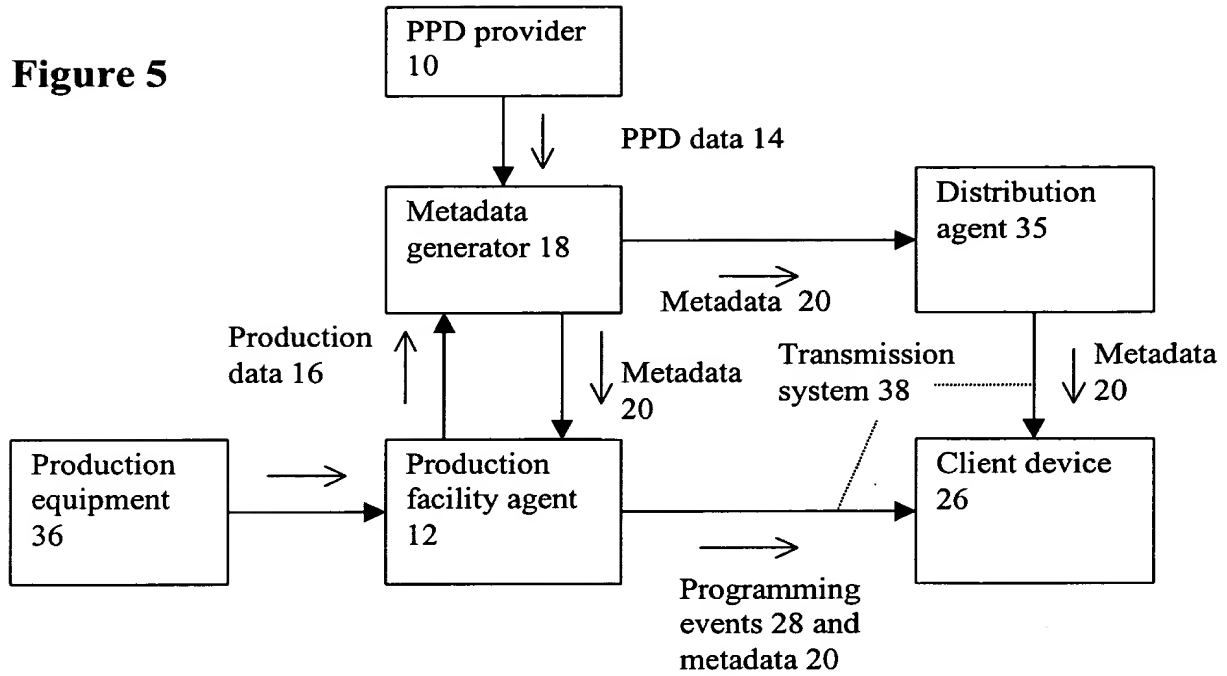 Figure 5
PPD provider
10
PPD data 14
Metadata
generator 18
Distribution
agent 35
Metadata 20
Production
data 16
Metadata
20
Transmission
system 38
Metadata
20
Production
equipment
36
Production
facility agent
12
Client device
26
Programming
events 28 and
metadata 20